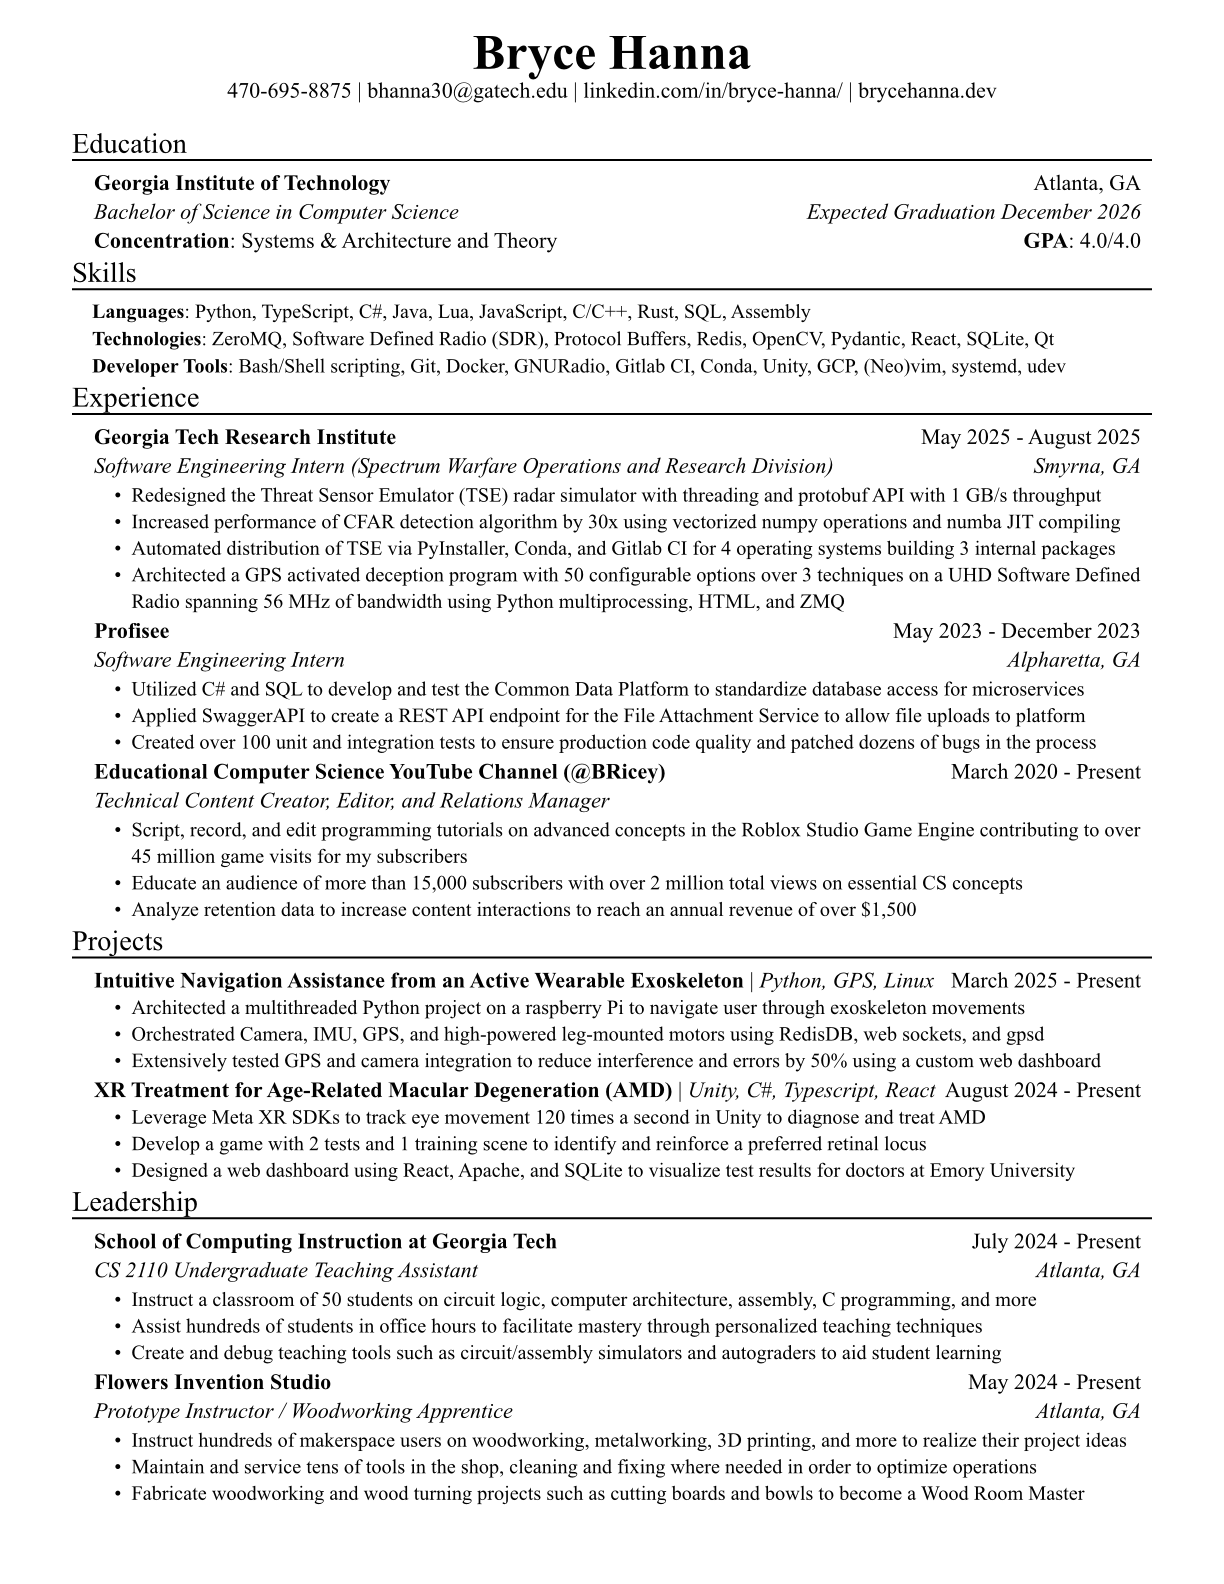 Bryce Hanna
470-695-8875 | bhanna30@gatech.edu | linkedin.com/in/bryce-hanna/ | brycehanna.dev
Education
Georgia Institute of Technology Atlanta, GA
Bachelor of Science in Computer Science Expected Graduation December 2026
Concentration: Systems & Architecture and Theory GPA: 4.0/4.0
Skills
Languages: Python, TypeScript, C#, Java, Lua, JavaScript, C/C++, Rust, SQL, Assembly
Technologies: ZeroMQ, Software Defined Radio (SDR), Protocol Buffers, Redis, OpenCV, Pydantic, React, SQLite, Qt
Developer Tools: Bash/Shell scripting, Git, Docker, GNURadio, Gitlab CI, Conda, Unity, GCP, (Neo)vim, systemd, udev
Experience
Georgia Tech Research Institute May 2025 - August 2025
Software Engineering Intern (Spectrum Warfare Operations and Research Division) Smyrna, GA
• Redesigned the Threat Sensor Emulator (TSE) radar simulator with threading and protobuf API with 1 GB/s throughput
• Increased performance of CFAR detection algorithm by 30x using vectorized numpy operations and numba JIT compiling
• Automated distribution of TSE via PyInstaller, Conda, and Gitlab CI for 4 operating systems building 3 internal packages
• Architected a GPS activated deception program with 50 configurable options over 3 techniques on a UHD Software Defined
Radio spanning 56 MHz of bandwidth using Python multiprocessing, HTML, and ZMQ
Profisee May 2023 - December 2023
Software Engineering Intern Alpharetta, GA
• Utilized C# and SQL to develop and test the Common Data Platform to standardize database access for microservices
• Applied SwaggerAPI to create a REST API endpoint for the File Attachment Service to allow file uploads to platform
• Created over 100 unit and integration tests to ensure production code quality and patched dozens of bugs in the process
Educational Computer Science YouTube Channel (@BRicey) March 2020 - Present
Technical Content Creator, Editor, and Relations Manager
• Script, record, and edit programming tutorials on advanced concepts in the Roblox Studio Game Engine contributing to over
45 million game visits for my subscribers
• Educate an audience of more than 15,000 subscribers with over 2 million total views on essential CS concepts
• Analyze retention data to increase content interactions to reach an annual revenue of over $1,500
Projects
Intuitive Navigation Assistance from an Active Wearable Exoskeleton | Python, GPS, Linux March 2025 - Present
• Architected a multithreaded Python project on a raspberry Pi to navigate user through exoskeleton movements
• Orchestrated Camera, IMU, GPS, and high-powered leg-mounted motors using RedisDB, web sockets, and gpsd
• Extensively tested GPS and camera integration to reduce interference and errors by 50% using a custom web dashboard
XR Treatment for Age-Related Macular Degeneration (AMD) | Unity, C#, Typescript, React August 2024 - Present
• Leverage Meta XR SDKs to track eye movement 120 times a second in Unity to diagnose and treat AMD
• Develop a game with 2 tests and 1 training scene to identify and reinforce a preferred retinal locus
• Designed a web dashboard using React, Apache, and SQLite to visualize test results for doctors at Emory University
Leadership
School of Computing Instruction at Georgia Tech July 2024 - Present
CS 2110 Undergraduate Teaching Assistant Atlanta, GA
• Instruct a classroom of 50 students on circuit logic, computer architecture, assembly, C programming, and more
• Assist hundreds of students in office hours to facilitate mastery through personalized teaching techniques
• Create and debug teaching tools such as circuit/assembly simulators and autograders to aid student learning
Flowers Invention Studio May 2024 - Present
Prototype Instructor / Woodworking Apprentice Atlanta, GA
• Instruct hundreds of makerspace users on woodworking, metalworking, 3D printing, and more to realize their project ideas
• Maintain and service tens of tools in the shop, cleaning and fixing where needed in order to optimize operations
• Fabricate woodworking and wood turning projects such as cutting boards and bowls to become a Wood Room Master